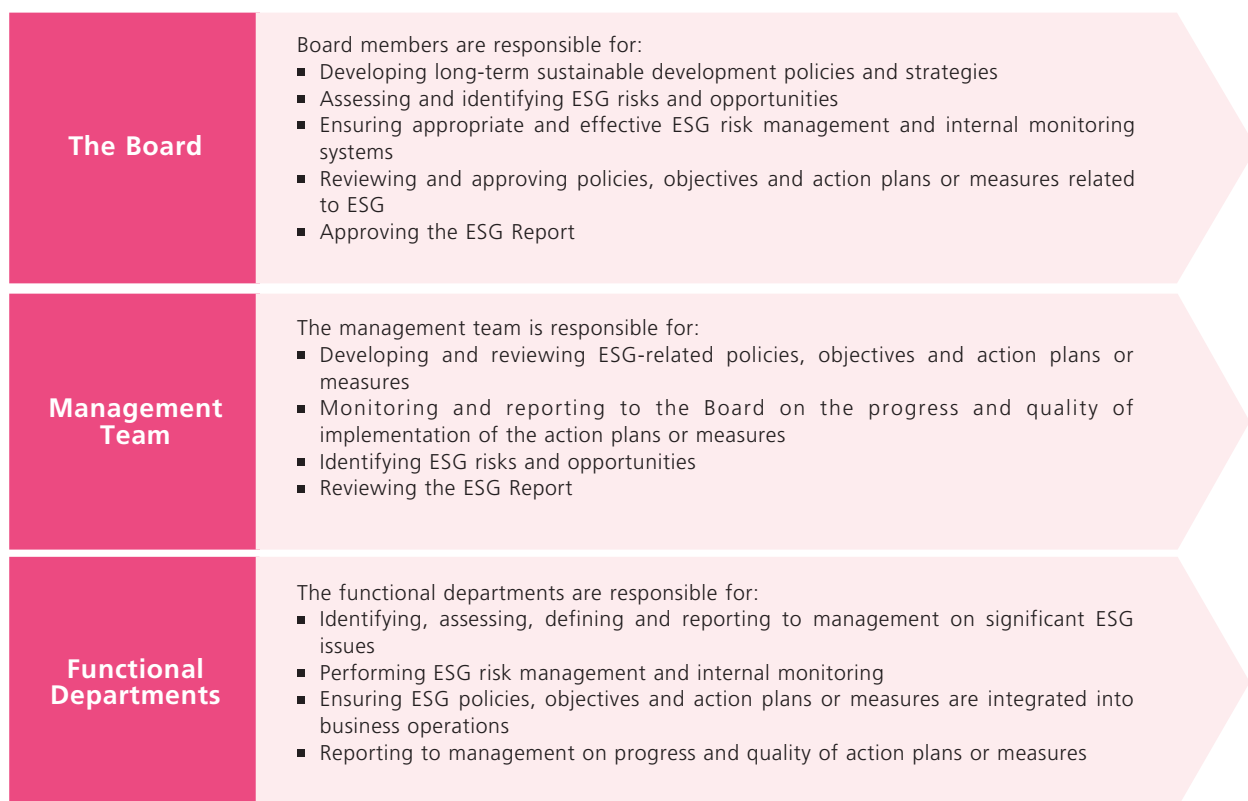 The Board
Board members are responsible for:
▪ Developing long-term sustainable development policies and strategies
▪ Assessing and identifying ESG risks and opportunities
▪ Ensuring appropriate and effective ESG risk management and internal monitoring
systems
▪ Reviewing and approving policies, objectives and action plans or measures related
to ESG
▪ Approving the ESG Report
Management
Team
The management team is responsible for:
▪ Developing and reviewing ESG-related policies, objectives and action plans or
measures
▪ Monitoring and reporting to the Board on the progress and quality of
implementation of the action plans or measures
▪ Identifying ESG risks and opportunities
▪ Reviewing the ESG Report
Functional
Departments
The functional departments are responsible for:
▪ Identifying, assessing, defining and reporting to management on significant ESG
issues
▪ Performing ESG risk management and internal monitoring
▪ Ensuring ESG policies, objectives and action plans or measures are integrated into
business operations
▪ Reporting to management on progress and quality of action plans or measures